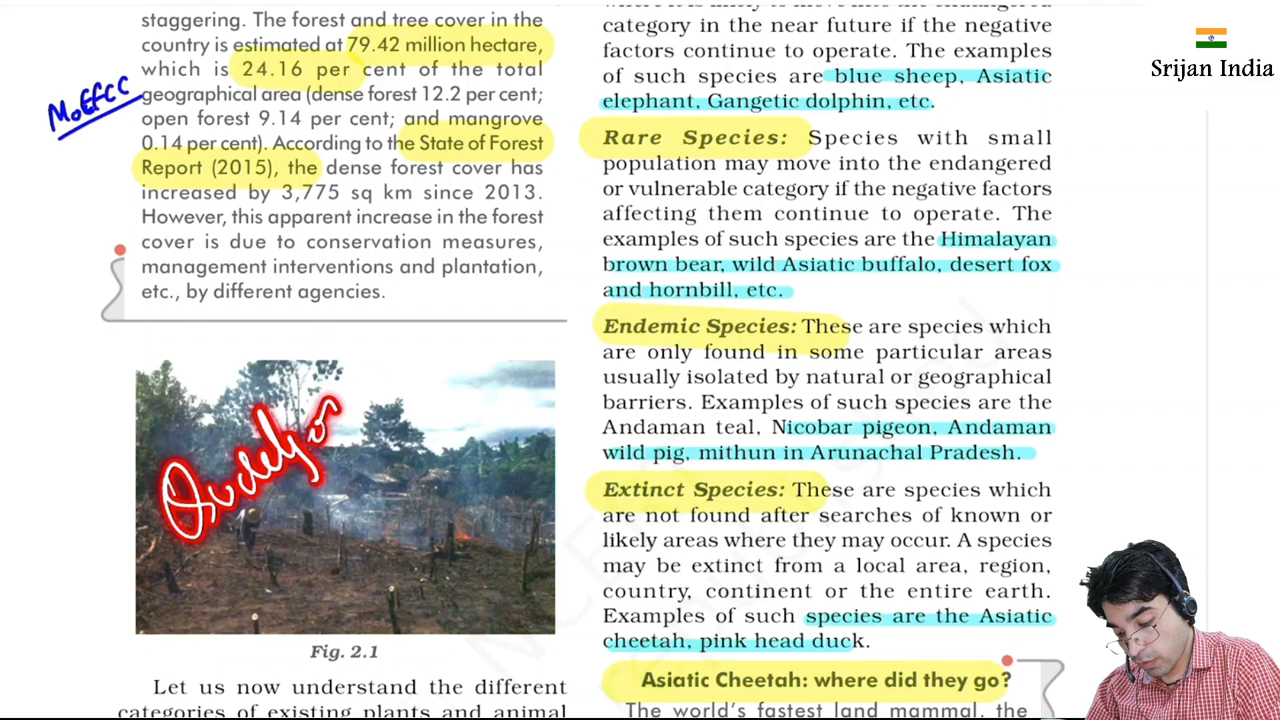 staggering. The forest and tree cover in the
country is estimated at 79.42 million hectare,
which is 24.16 per cent of the total
geographical area (dense forest 12.2 per cent;
open forest 9.14 per cent; and mangrove
0.14 per cent). According to the State of Forest
Report (2015), the dense forest cover has
increased by 3,775 sq km since 2013.
However, this apparent increase in the forest
cover is due to conservation measures,
management interventions and plantation,
etc., by different agencies.
MoEFCC
Fig. 2.1
Let us now understand the different
categories of existing plants and animal
category in the near future if the negative
factors continue to operate. The examples
of such species are blue sheep, Asiatic
elephant, Gangetic dolphin, etc.
Rare Species: Species with small
population may move into the endangered
or vulnerable category if the negative factors
affecting them continue to operate. The
examples of such species are the Himalayan
brown bear, wild Asiatic buffalo, desert fox
and hornbill, etc.
Endemic Species: These are species which
are only found in some particular areas
usually isolated by natural or geographical
barriers. Examples of such species are the
Andaman teal, Nicobar pigeon, Andaman
wild pig, mithun in Arunachal Pradesh.
Extinct Species: These are species which
are not found after searches of known or
likely areas where they may occur. A species
may be extinct from a local area, region,
country, continent or the entire earth.
Examples of such species are the Asiatic
cheetah, pink head duck.
Asiatic Cheetah: where did they go?
The world's fastest land mammal, the
Srijan India